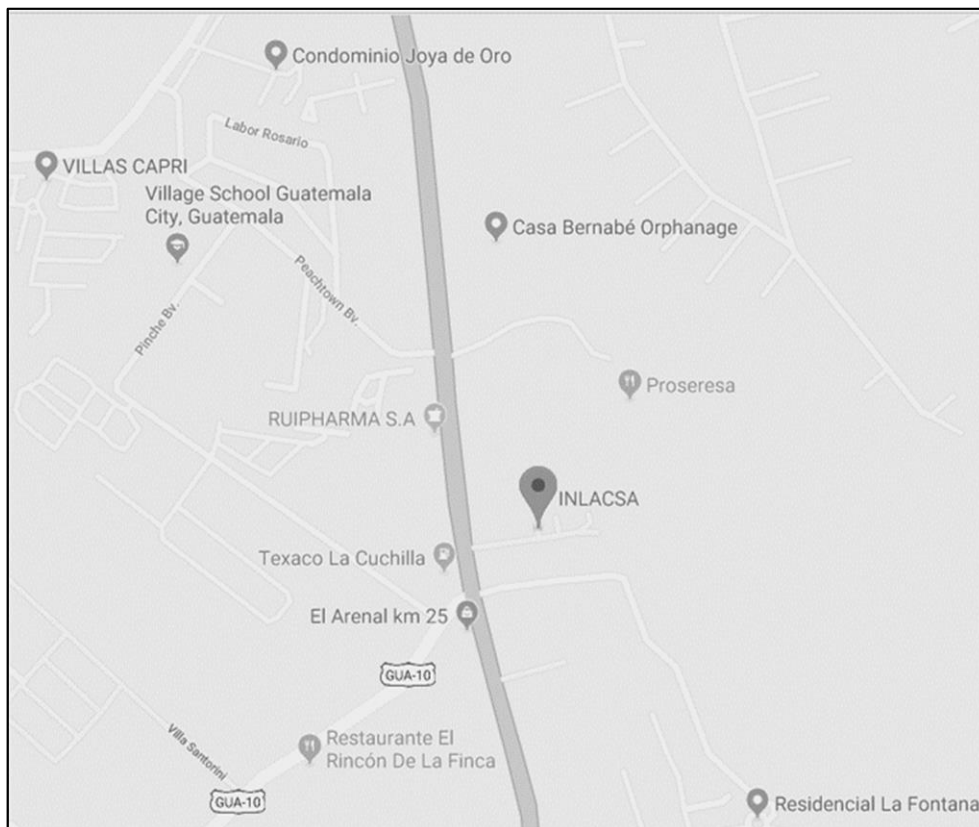 Condominio Joya de Oro
Labor Rosario
VILLAS CAPRI
Village School Guatemala
City, Guatemala
Casa Bernabé Orphanage
Peachtown Bv.
Pinche Bv.
Proseresa
RUIPHARMA S.A
INLACSA
Texaco La Cuchilla
El Arenal km 25
GUA-10
Villa Santorini
Restaurante El
Rincón De La Finca
GUA-10
Residencial La Fontana